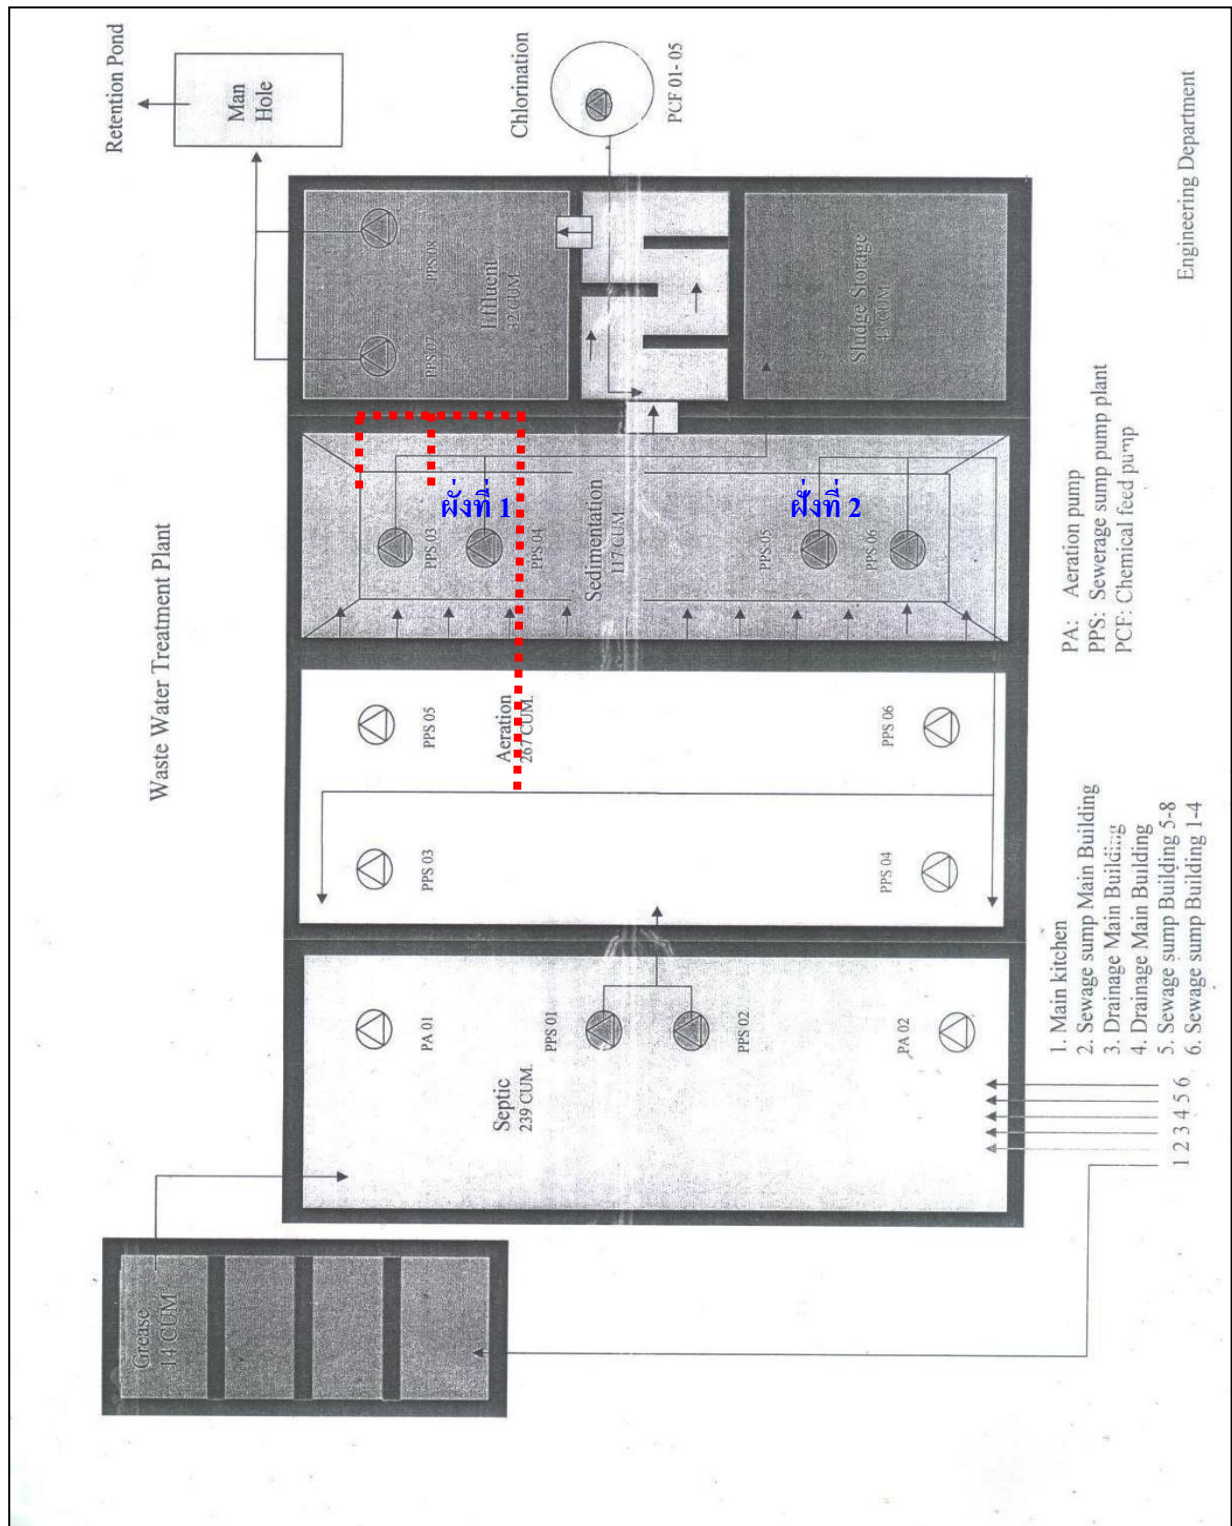 Waste Water Treatment Plant
Grease
14 CUM
Septic
239 CUM.
PA 01
PPS 01
PPS 02
PA 02
Aeration
267 CUM.
PPS 03
PPS 05
PPS 04
PPS 06
Sedimentation
117 CUM.
PPS 03
PPS 04
PPS 05
PPS 06
ฝั่งที่ 1
ฝั่งที่ 2
Effluent
32 CUM.
PPS 07
PPS 08
Sludge Storage
43 CUM
Man
Hole
Retention Pond
Chlorination
PCF 01- 05
1 2 3 4 5 6
1. Main kitchen
2. Sewage sump Main Building
3. Drainage Main Building
4. Drainage Main Building
5. Sewage sump Building 5-8
6. Sewage sump Building 1-4
PA: Aeration pump
PPS: Sewerage sump pump plant
PCF: Chemical feed pump
Engineering Department